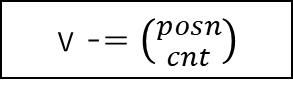 v -= (posn
cnt)